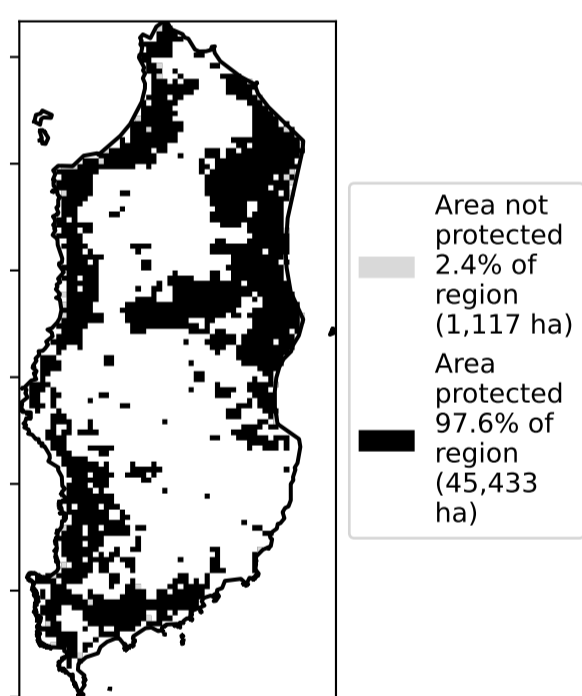 Area not
protected
2.4% of
region
(1,117 ha)
Area
protected
97.6% of
region
(45,433
ha)